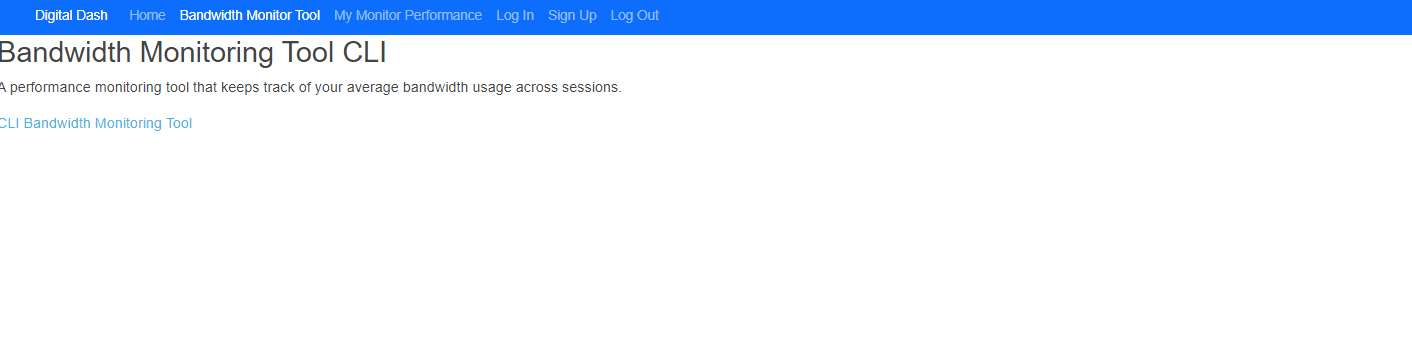 Digital Dash Home Bandwidth Monitor Tool My Monitor Performance Log In Sign Up Log Out
Bandwidth Monitoring Tool CLI
A performance monitoring tool that keeps track of your average bandwidth usage across sessions.
CLI Bandwidth Monitoring Tool